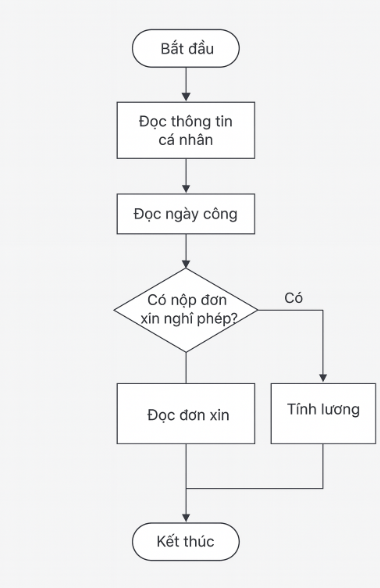 Bắt đầu
Đọc thông tin
cá nhân
Đọc ngày công
Có nộp đơn
xin nghỉ phép?
Có
Đọc đơn xin
Tính lương
Kết thúc